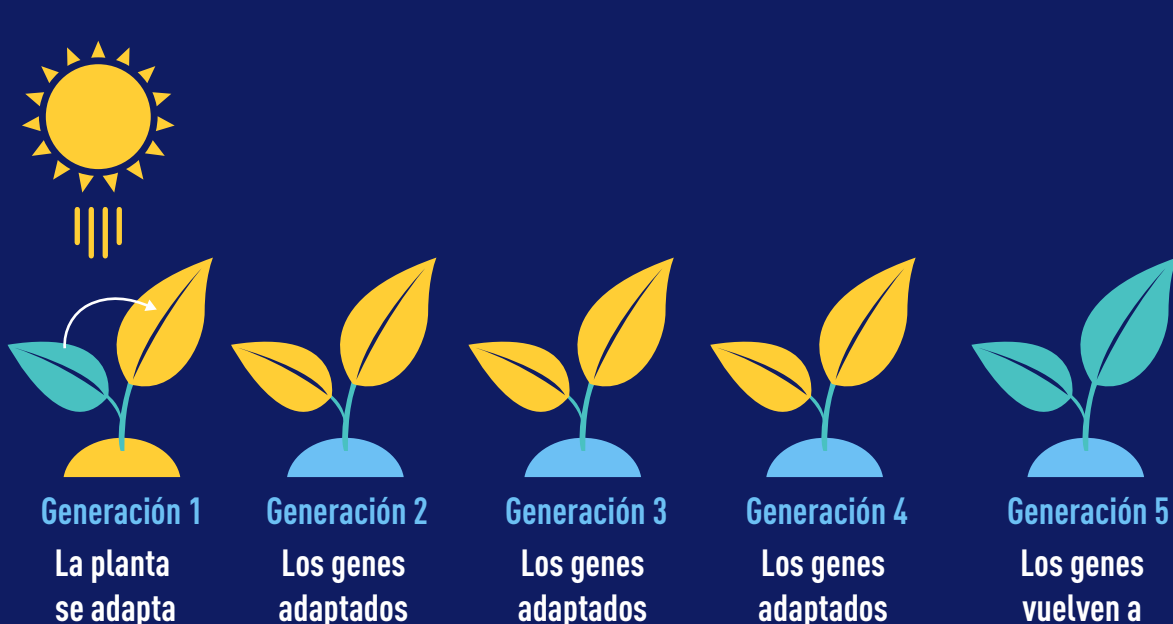 Generación 1
La planta
se adapta
Generación 2
Los genes
adaptados
Generación 3
Los genes
adaptados
Generación 4
Los genes
adaptados
Generación 5
Los genes
vuelven a